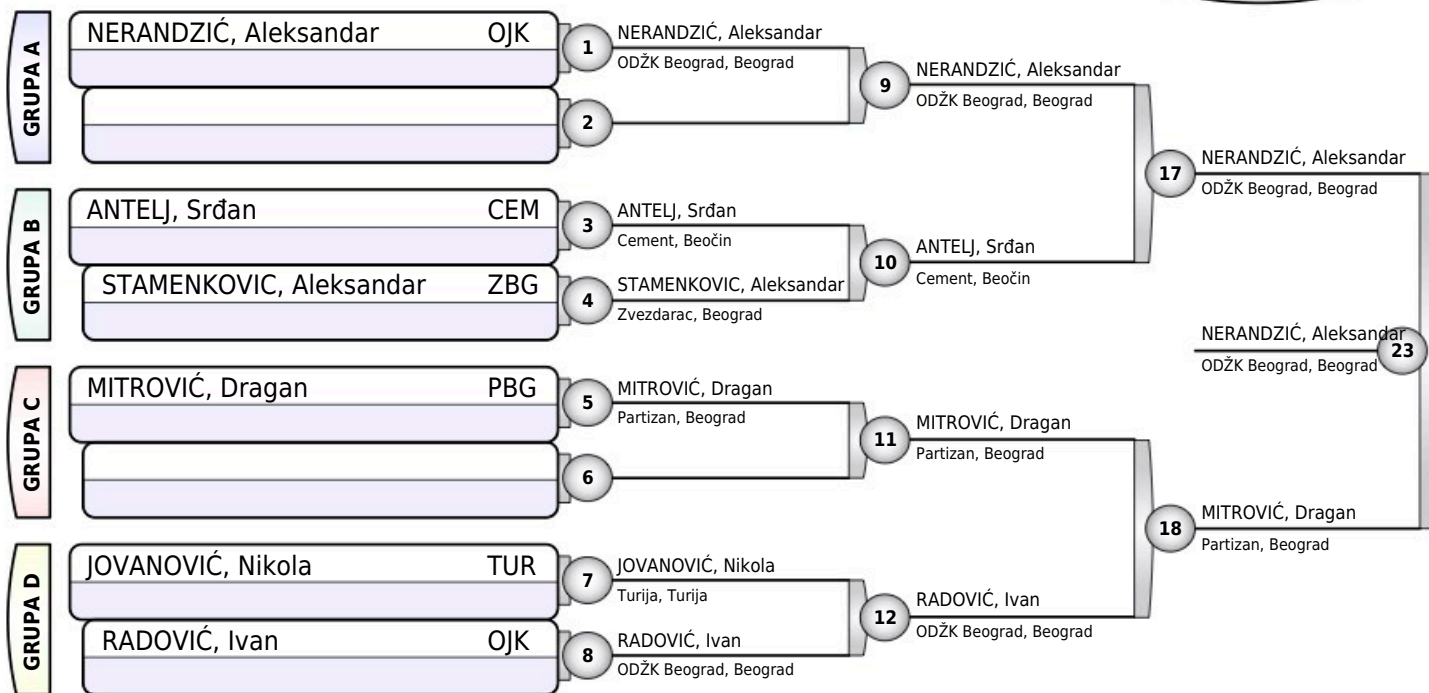 GRUPA A
NERANDZIĆ, Aleksandar OJK
1
NERANDZIĆ, Aleksandar
ODŽK Beograd, Beograd
2
9
NERANDZIĆ, Aleksandar
ODŽK Beograd, Beograd
17
NERANDZIĆ, Aleksandar
ODŽK Beograd, Beograd
GRUPA B
ANTELJ, Srđan CEM
3
ANTELJ, Srđan
Cement, Beočin
STAMENKOVIC, Aleksandar ZBG
4
STAMENKOVIC, Aleksandar
Zvezdarac, Beograd
10
ANTELJ, Srđan
Cement, Beočin
NERANDZIĆ, Aleksandar
ODŽK Beograd, Beograd
23
GRUPA C
MITROVIĆ, Dragan PBG
5
MITROVIĆ, Dragan
Partizan, Beograd
6
11
MITROVIĆ, Dragan
Partizan, Beograd
18
MITROVIĆ, Dragan
Partizan, Beograd
GRUPA D
JOVANOVIĆ, Nikola TUR
7
JOVANOVIĆ, Nikola
Turija, Turija
RADOVIĆ, Ivan OJK
8
RADOVIĆ, Ivan
ODŽK Beograd, Beograd
12
RADOVIĆ, Ivan
ODŽK Beograd, Beograd